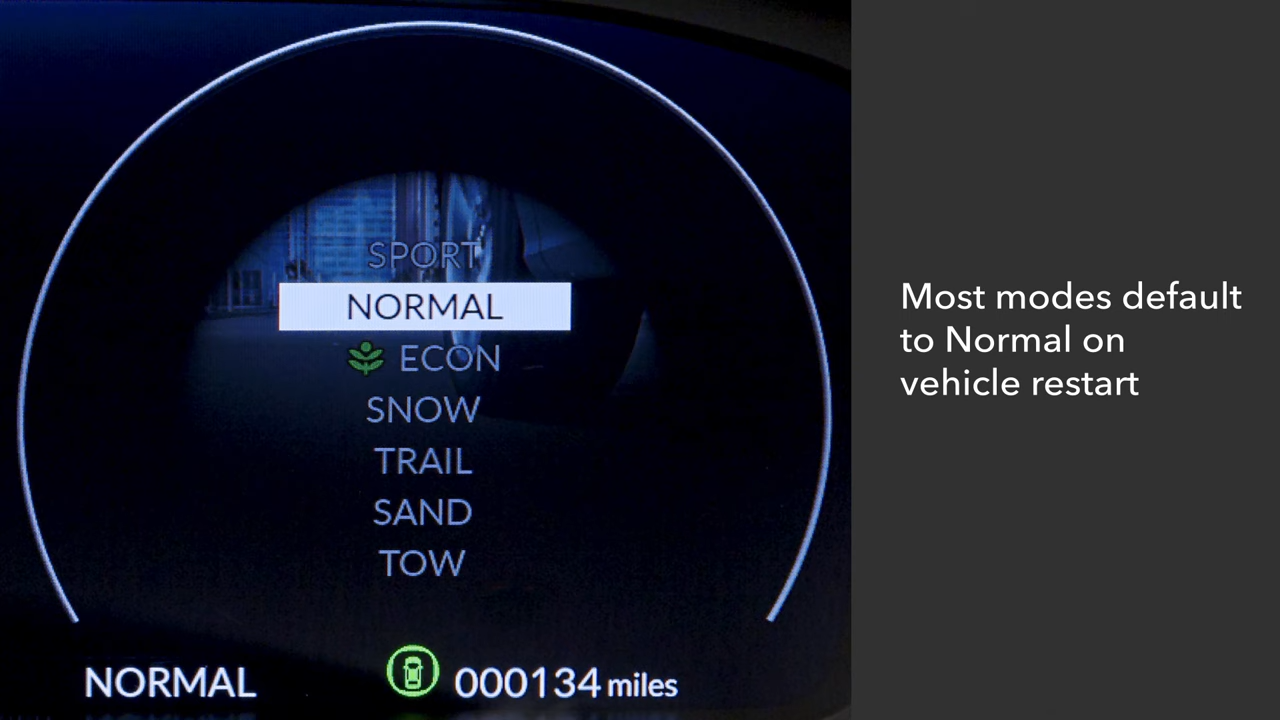 SPORT
NORMAL
ECON
SNOW
TRAIL
SAND
TOW
NORMAL
000134 miles
Most modes default
to Normal on
vehicle restart